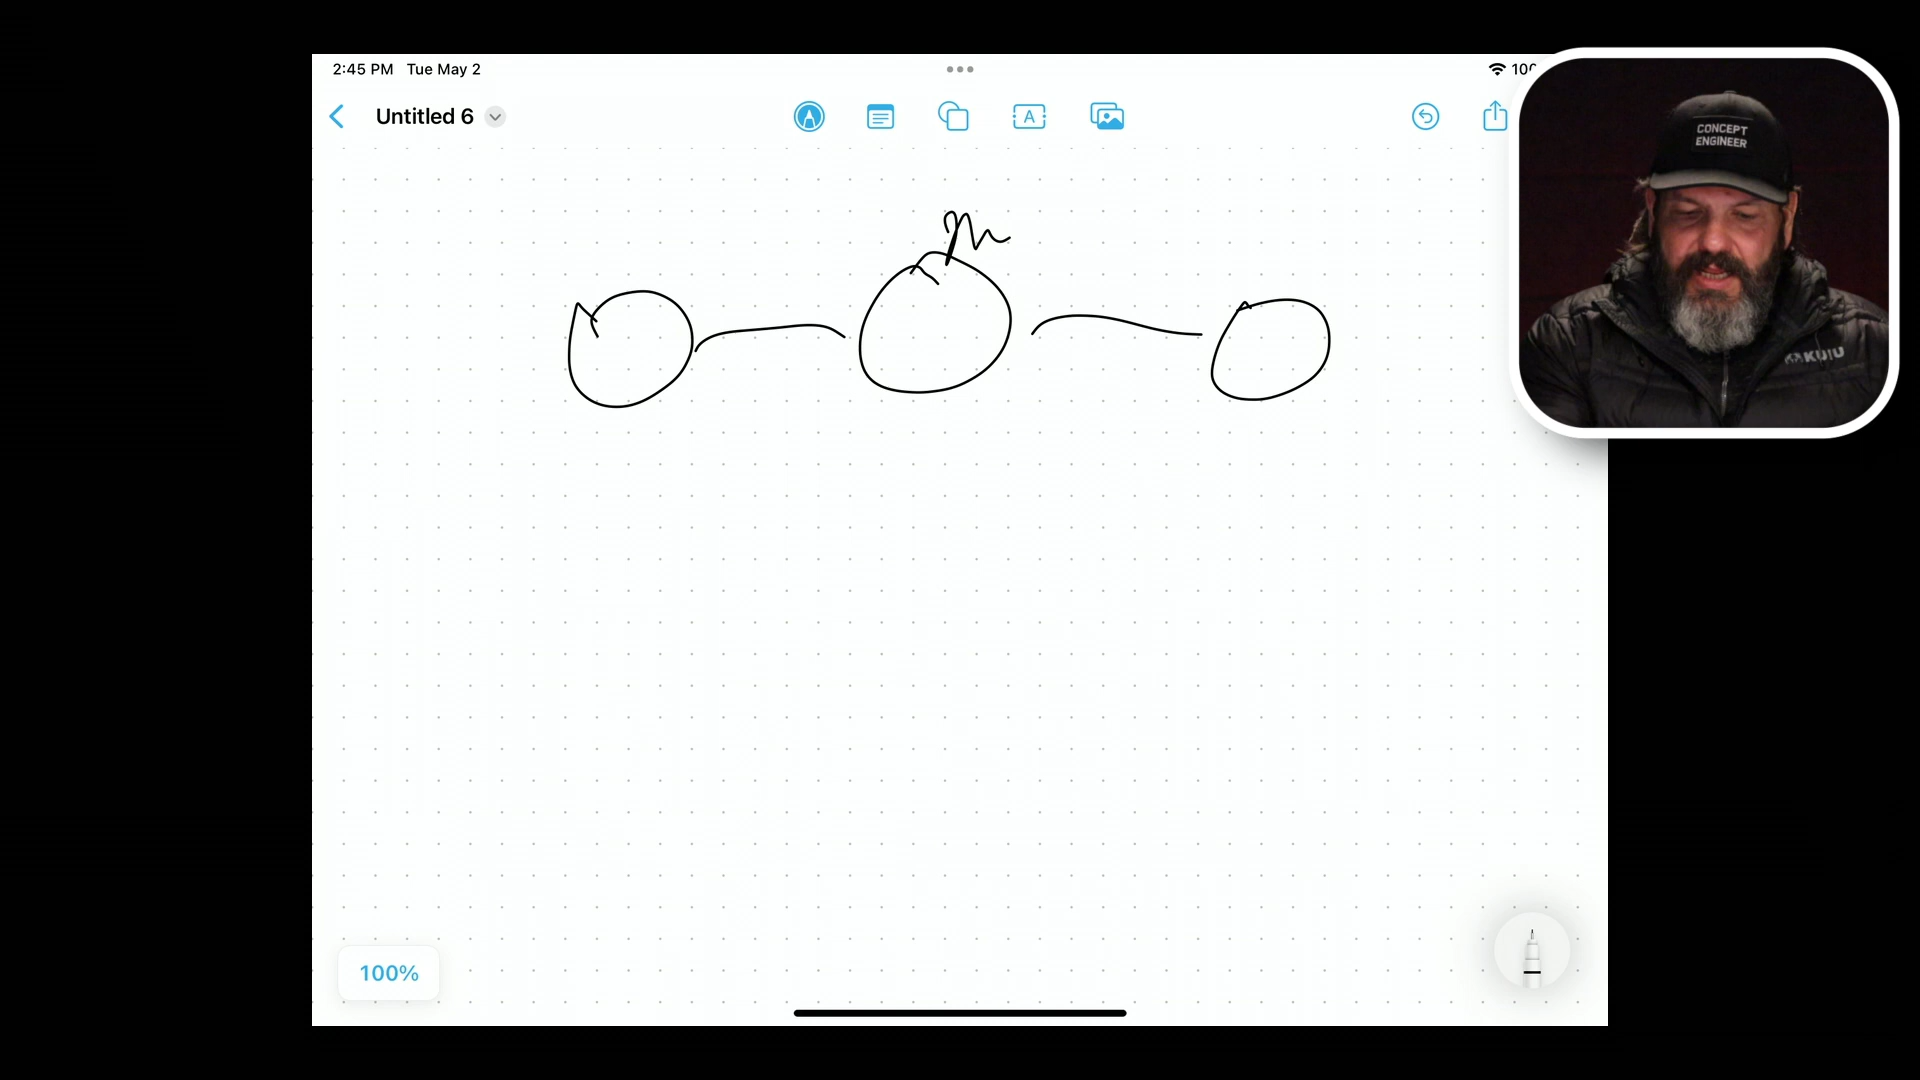 2:45 PM Tue May 2
Untitled 6
A
CONCEPT
ENGINEER
KUIU
m
100%